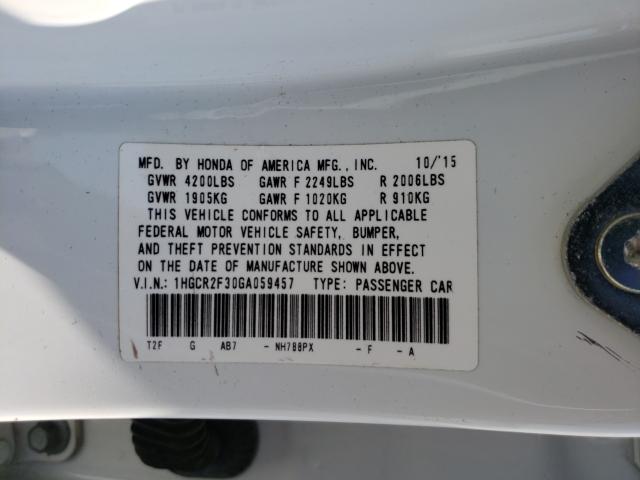 MFD. BY HONDA OF AMERICA MFG., INC. 10/'15
GVWR 4200LBS GAWR F 2249LBS R 2006LBS
GVWR 1905KG GAWR F 1020KG R 910KG
THIS VEHICLE CONFORMS TO ALL APPLICABLE
FEDERAL MOTOR VEHICLE SAFETY, BUMPER,
AND THEFT PREVENTION STANDARDS IN EFFECT
ON THE DATE OF MANUFACTURE SHOWN ABOVE.
V.I.N.: 1HGCR2F30GA059457 TYPE: PASSENGER CAR
T2F G AB7 -NH788PX -F -A